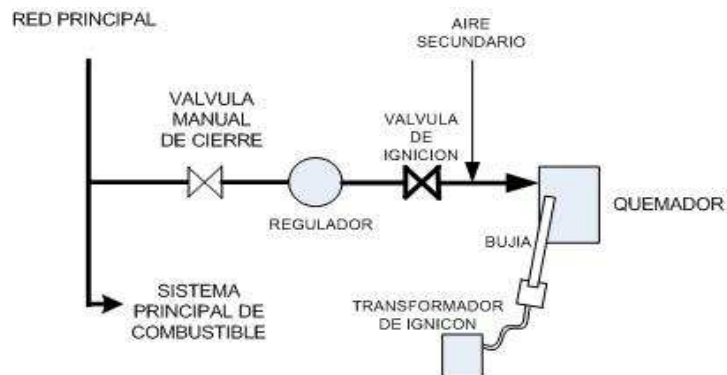 RED PRINCIPAL
AIRE
SECUNDARIO
VALVULA
MANUAL
DE CIERRE
VALVULA
DE
IGNICION
REGULADOR
QUEMADOR
BUJIA
SISTEMA
PRINCIPAL DE
COMBUSTIBLE
TRANSFORMADOR
DE IGNICON